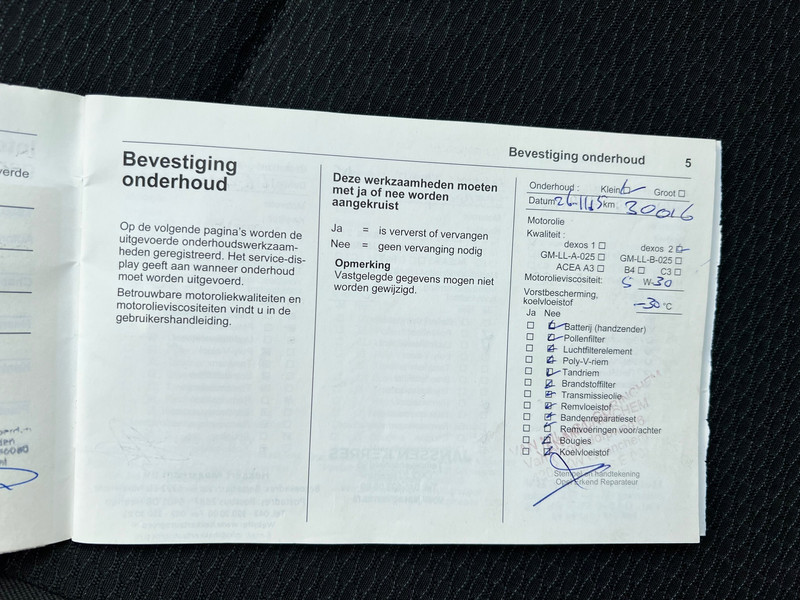 Bevestiging onderhoud 5
Bevestiging
onderhoud
Op de volgende pagina's worden de
uitgevoerde onderhoudswerkzaam-
heden geregistreerd. Het service-dis-
play geeft aan wanneer onderhoud
moet worden uitgevoerd.
Betrouwbare motoroliekwaliteiten en
motorolieviscositeiten vindt u in de
gebruikershandleiding.
Deze werkzaamheden moeten
met ja of nee worden
aangekruist
Ja = is ververst of vervangen
Nee = geen vervanging nodig
Opmerking
Vastgelegde gegevens mogen niet
worden gewijzigd.
Onderhoud : Klein Groot
Datum 26-11-15 km: 30016
Motorolie
Kwaliteit :
dexos 1 dexos 2
GM-LL-A-025 GM-LL-B-025
ACEA A3 B4 C3
Motorolieviscositeit: 5 W-30
Vorstbescherming,
koelvloeistof -30 °C
Ja Nee
Batterij (handzender)
Pollenfilter
Luchtfilterelement
Poly-V-riem
Tandriem
Brandstoffilter
Transmissieolie
Remvloeistof
Bandenreparatieset
Remvoeringen voor/achter
Bougies
Koelvloeistof
Stempel en handtekening
Opel Erkend Reparateur